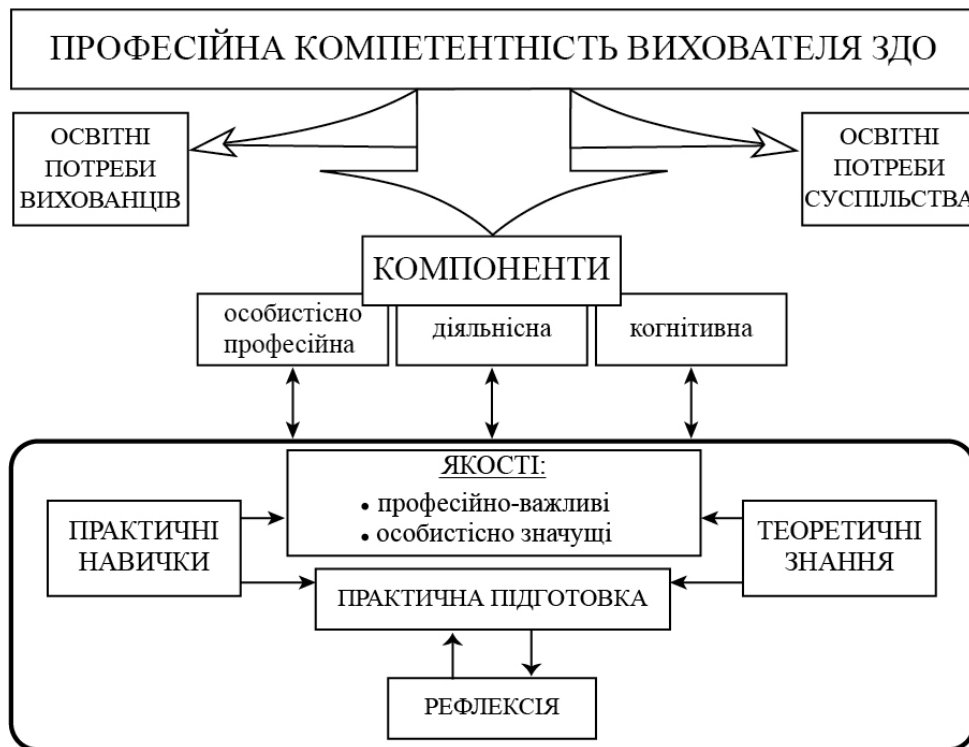 ПРОФЕСІЙНА КОМПЕТЕНТНІСТЬ ВИХОВАТЕЛЯ ЗДО
ОСВІТНІ
ПОТРЕБИ
ВИХОВАНЦІВ
ОСВІТНІ
ПОТРЕБИ
СУСПІЛЬСТВА
КОМПОНЕНТИ
особистісно
професійна
діяльнісна
когнітивна
ЯКОСТІ:
• професійно-важливі
• особистісно значущі
ПРАКТИЧНІ
НАВИЧКИ
ТЕОРЕТИЧНІ
ЗНАННЯ
ПРАКТИЧНА ПІДГОТОВКА
РЕФЛЕКСІЯ